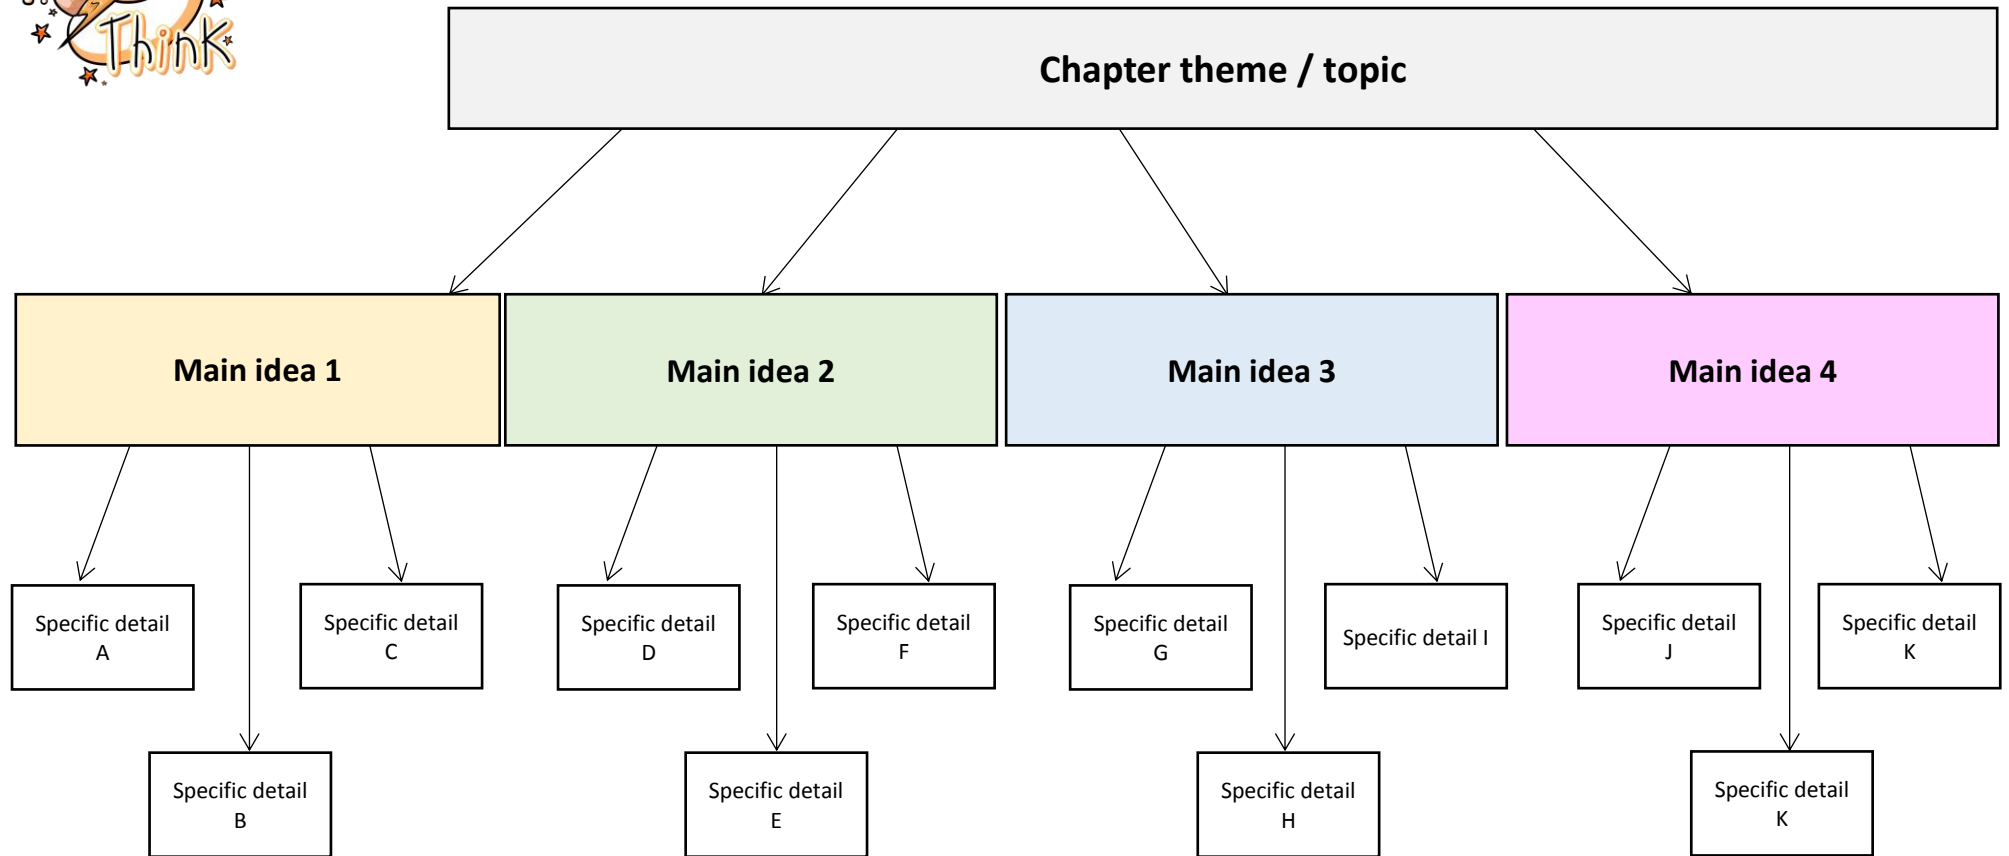 Think
Chapter theme / topic
Main idea 1
Main idea 2
Main idea 3
Main idea 4
Specific detail
A
Specific detail
C
Specific detail
D
Specific detail
F
Specific detail
G
Specific detail I
Specific detail
J
Specific detail
K
Specific detail
B
Specific detail
E
Specific detail
H
Specific detail
K